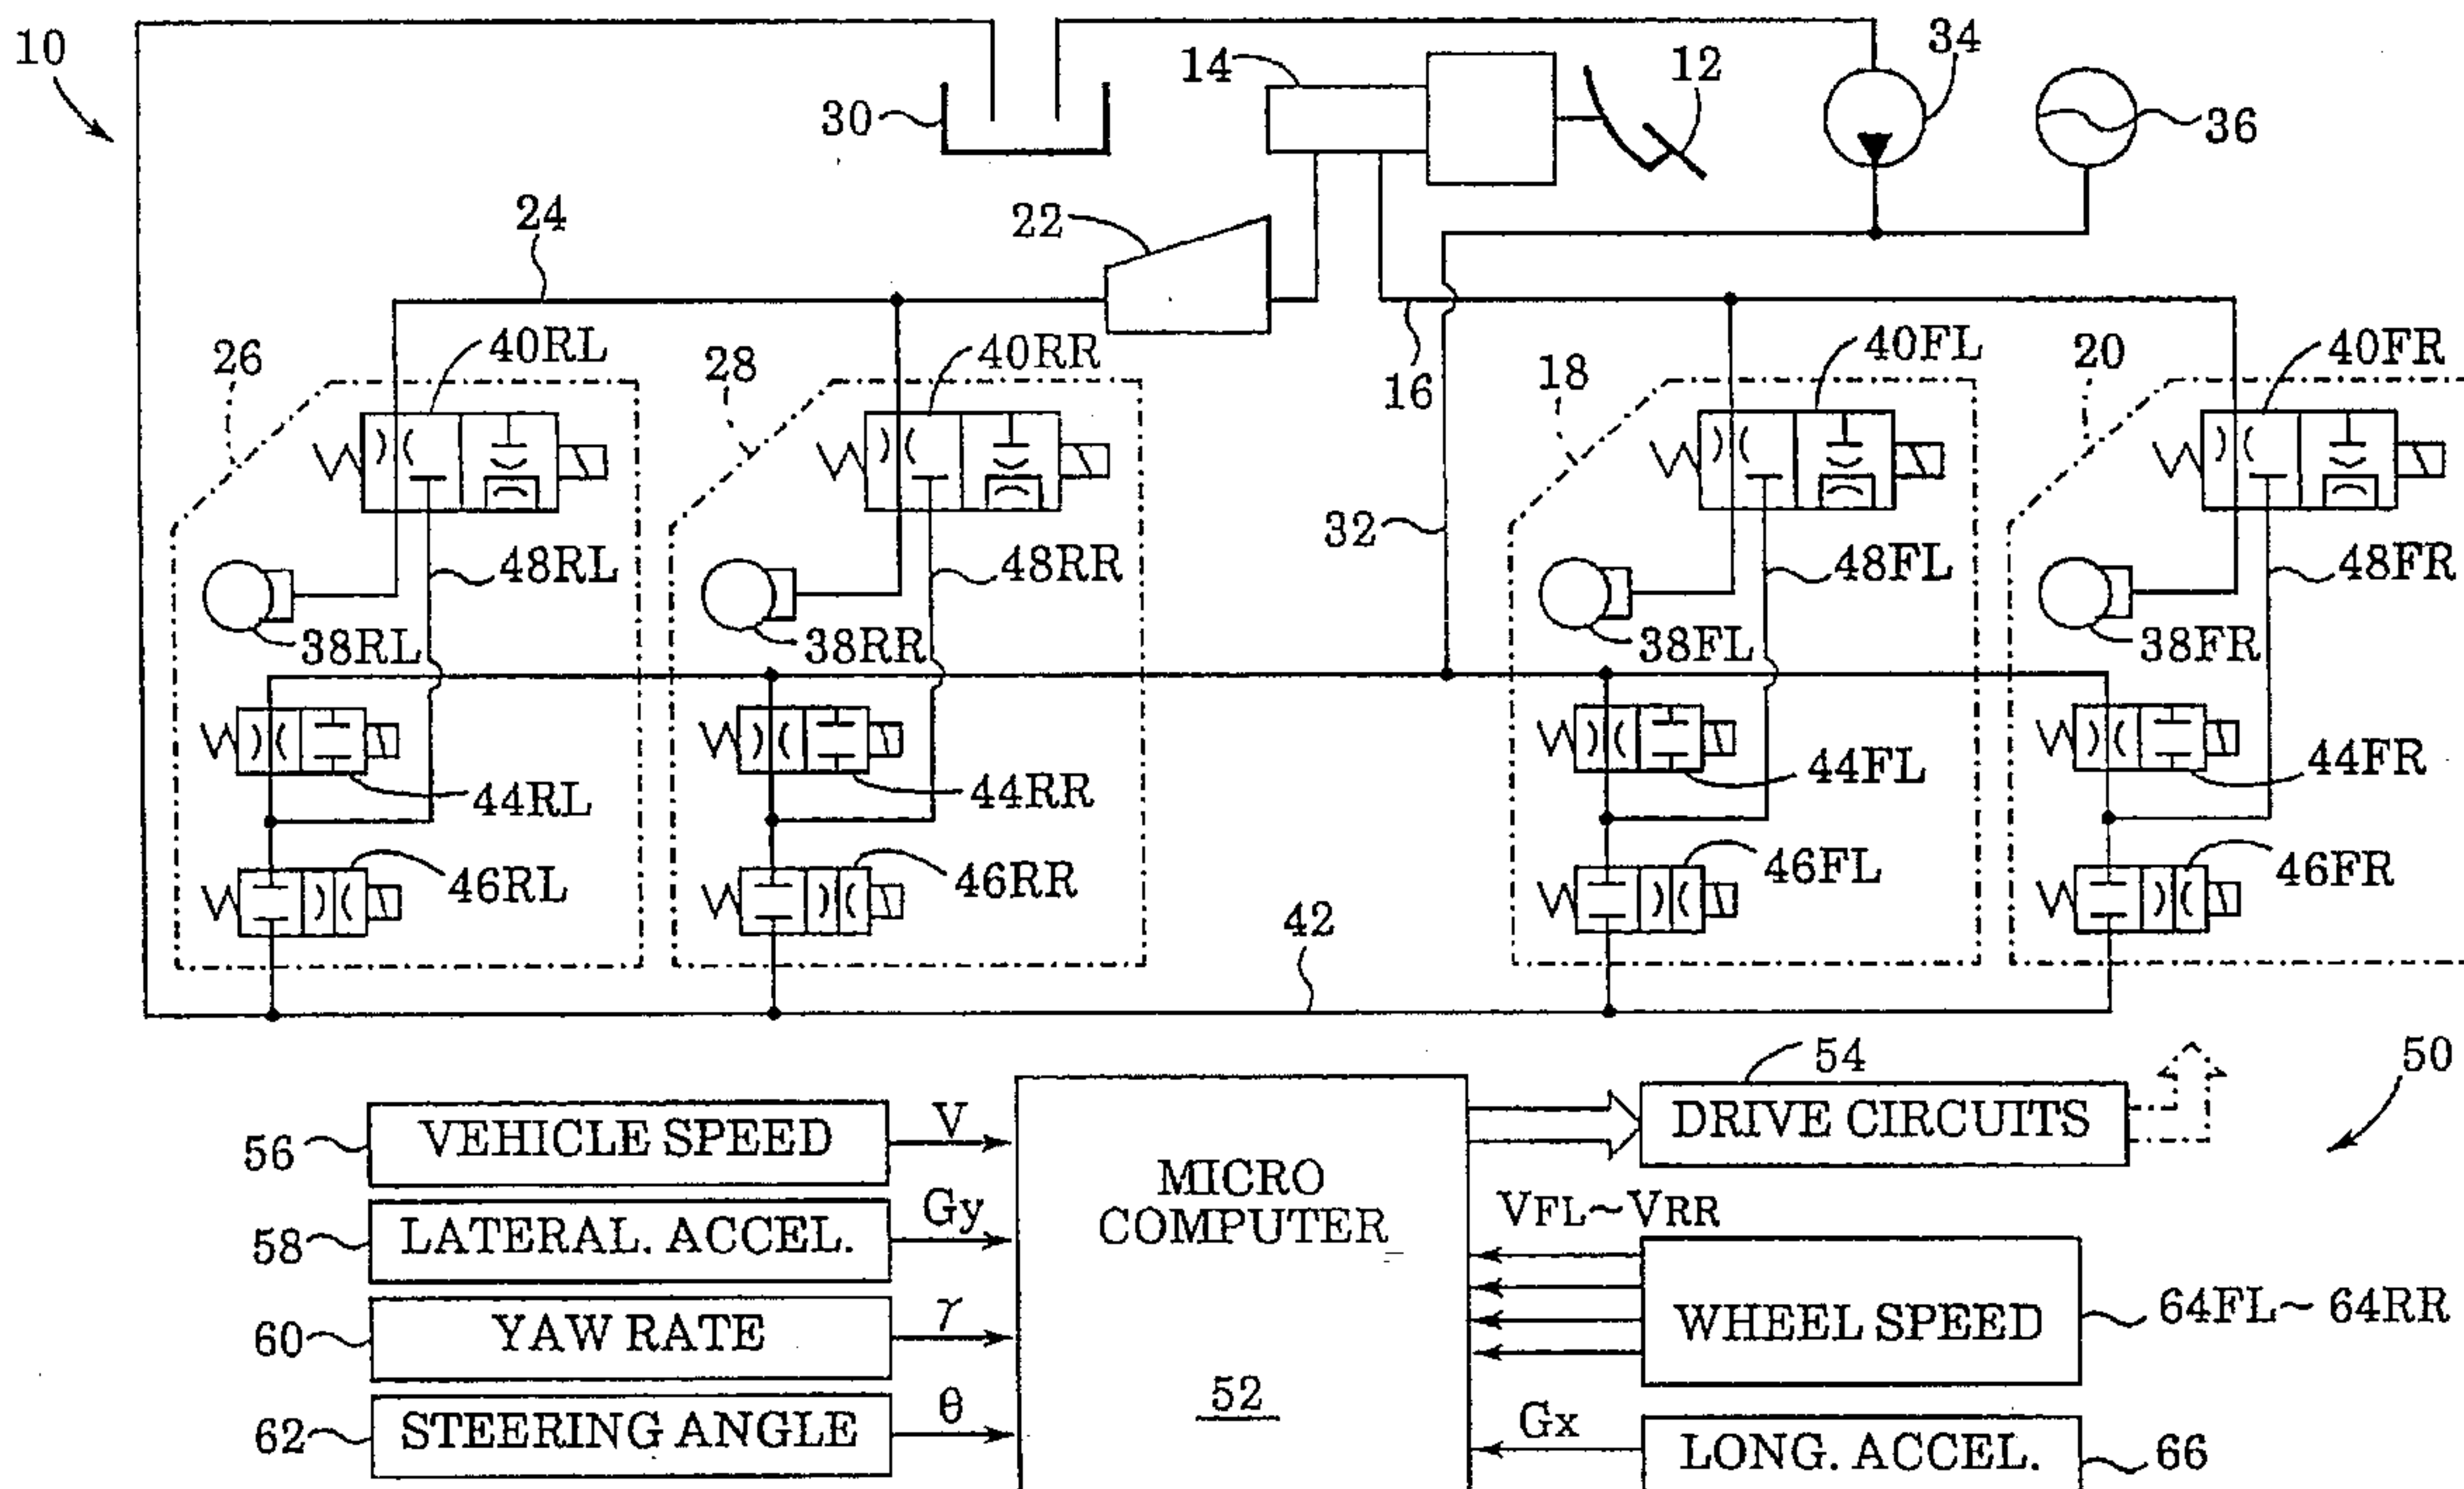 10
14
12
34
30
36
24
22
26
40RL
28
40RR
16
18
40FL
20
40FR
32
48RL
48RR
48FL
48FR
38RL
38RR
38FL
38FR
44RL
44RR
44FL
44FR
46RL
46RR
46FL
46FR
42
54
50
56
VEHICLE SPEED
V
DRIVE CIRCUITS
MICRO
COMPUTER
52
58
LATERAL. ACCEL.
Gy
VFL~VRR
60
YAW RATE
γ
WHEEL SPEED
64FL~ 64RR
62
STEERING ANGLE
θ
Gx
LONG. ACCEL.
66